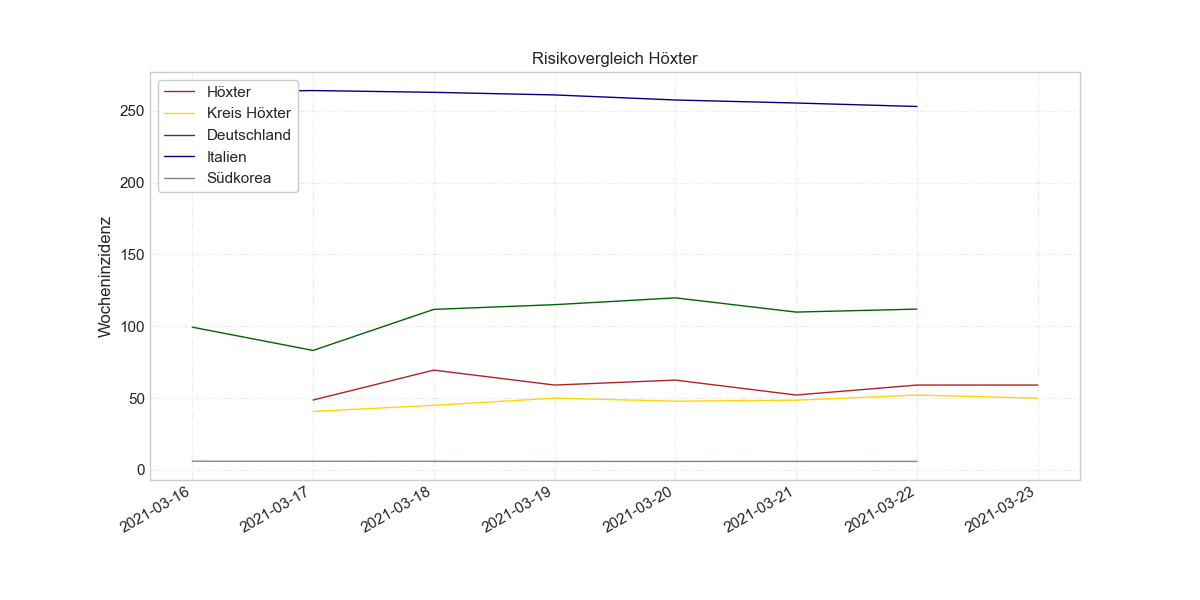 Risikovergleich Höxter
Höxter
Kreis Höxter
Deutschland
Italien
Südkorea
Wocheninzidenz
250
200
150
100
50
0
2021-03-16
2021-03-17
2021-03-18
2021-03-19
2021-03-20
2021-03-21
2021-03-22
2021-03-23